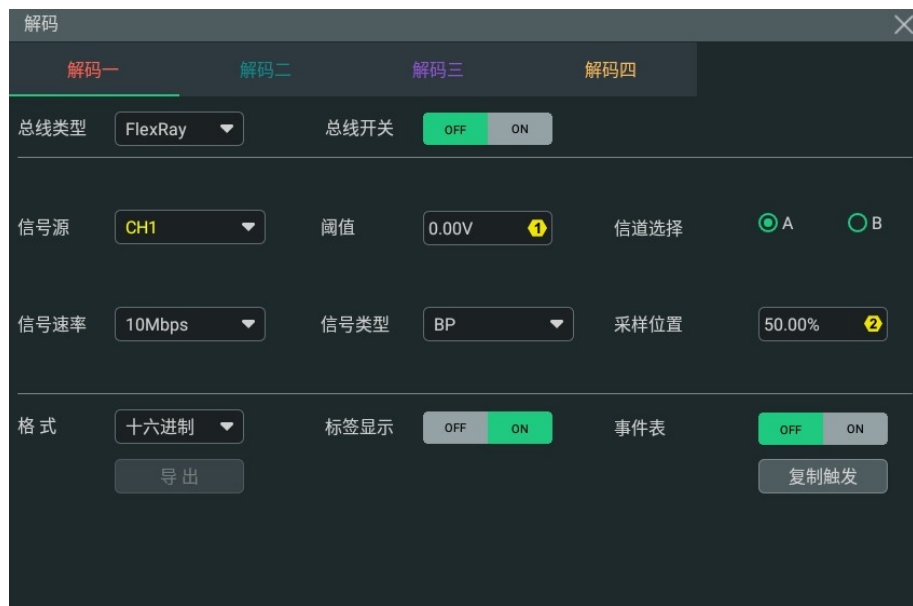 解码
解码一 解码二 解码三 解码四
总线类型 FlexRay 总线开关 OFF ON
信号源 CH1 阈值 0.00V 1 信道选择 A B
信号速率 10Mbps 信号类型 BP 采样位置 50.00% 2
格式 十六进制 标签显示 OFF ON 事件表 OFF ON
导出 复制触发